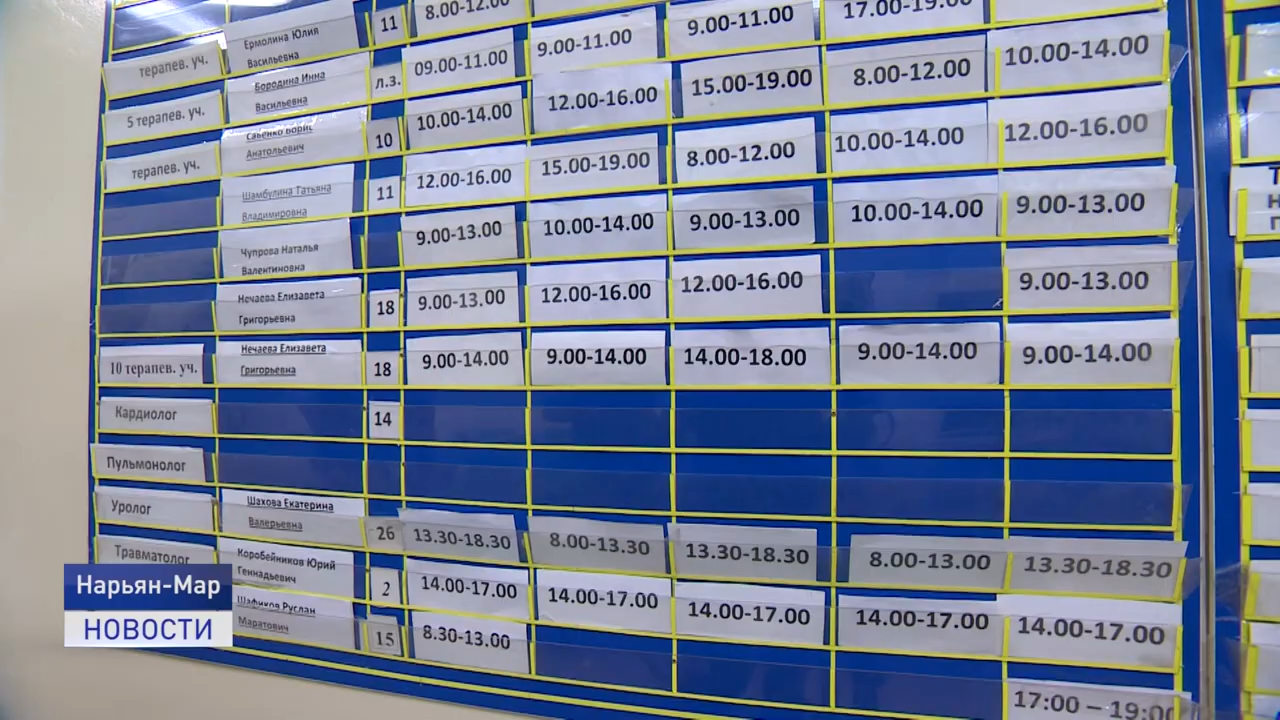 Ермолина Юлия
Васильевна
11
8.00-12.00
9.00-11.00
17.00-19.00
терапев. уч.
Бородина Инна
Васильевна
л.з.
09.00-11.00
9.00-11.00
15.00-19.00
8.00-12.00
10.00-14.00
5 терапев. уч.
Савенко Борис
Анатольевич
10
10.00-14.00
12.00-16.00
8.00-12.00
10.00-14.00
12.00-16.00
терапев. уч.
Шамбулина Татьяна
Владимировна
11
12.00-16.00
15.00-19.00
9.00-13.00
10.00-14.00
9.00-13.00
Чупрова Наталья
Валентиновна
9.00-13.00
10.00-14.00
12.00-16.00
9.00-13.00
Нечаева Елизавета
Григорьевна
18
9.00-13.00
12.00-16.00
10 терапев. уч.
Нечаева Елизавета
Григорьевна
18
9.00-14.00
9.00-14.00
14.00-18.00
9.00-14.00
9.00-14.00
Кардиолог
14
Пульмонолог
Уролог
Шахова Екатерина
Валерьевна
26
13.30-18.30
8.00-13.30
13.30-18.30
8.00-13.00
13.30-18.30
Травматолог
Коробейников Юрий
Геннадьевич
2
14.00-17.00
14.00-17.00
14.00-17.00
14.00-17.00
14.00-17.00
Шафиков Руслан
Маратович
15
8.30-13.00
17:00 – 19:00
Нарьян-Мар
НОВОСТИ